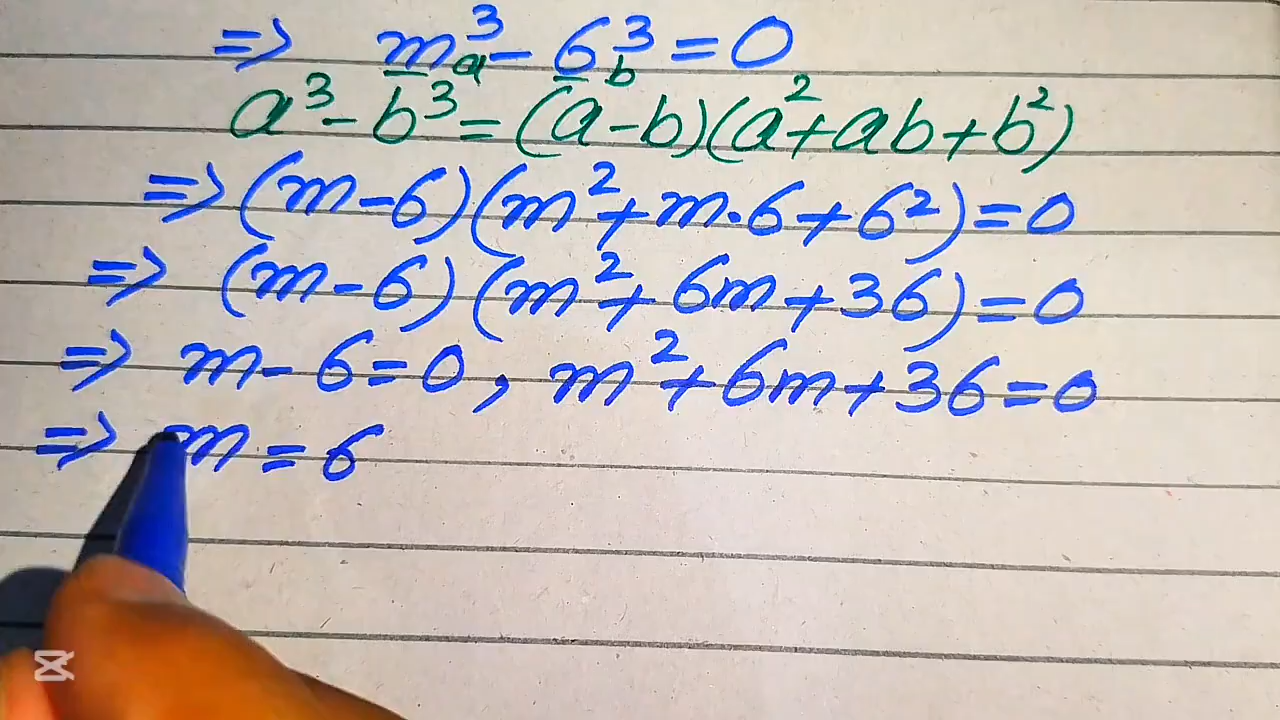 ⇒ m³ - 6³ = 0
a b
a³ - b³ = (a - b)(a² + ab + b²)
⇒ (m - 6)(m² + m·6 + 6²) = 0
⇒ (m - 6)(m² + 6m + 36) = 0
⇒ m - 6 = 0, m² + 6m + 36 = 0
⇒ m = 6